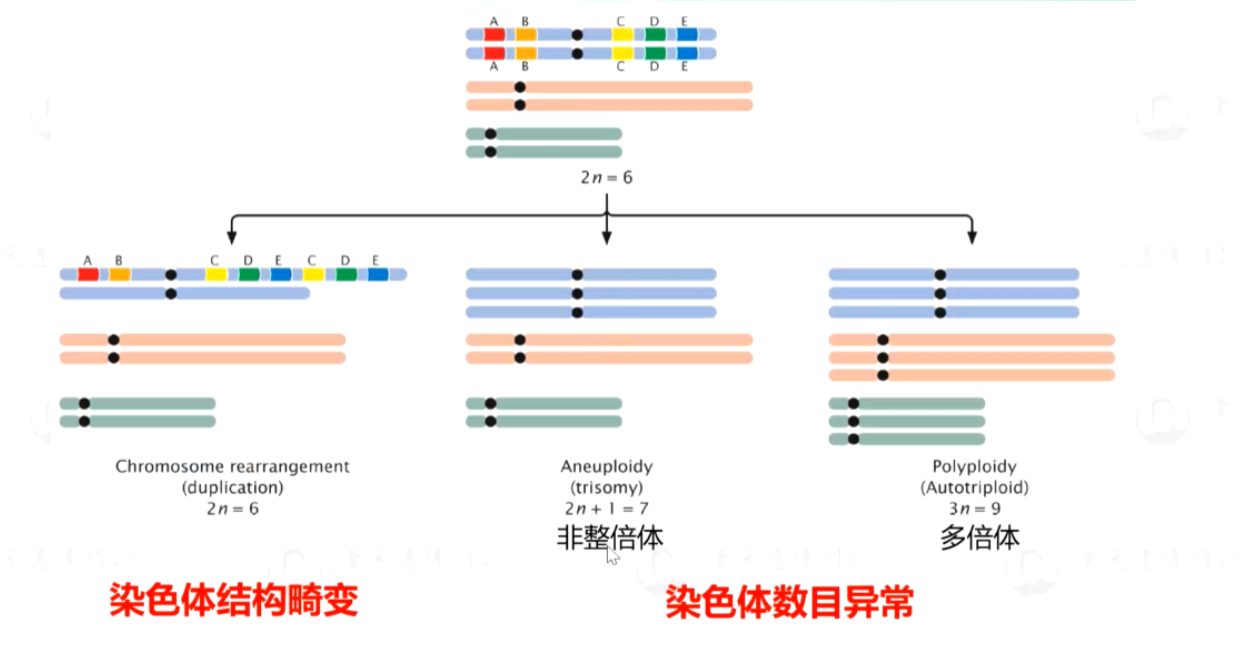 A B C D E
A B C D E
2n = 6
A B C D E C D E
Chromosome rearrangement
(duplication)
2n = 6
Aneuploidy
(trisomy)
2n + 1 = 7
非整倍体
Polyploidy
(Autotriploid)
3n = 9
多倍体
染色体结构畸变
染色体数目异常